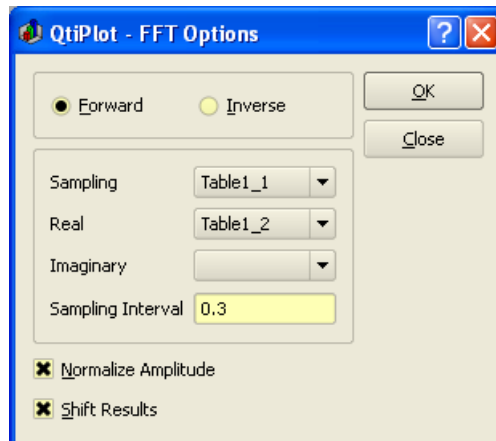 QtiPlot - FFT Options
Forward Inverse
OK
Close
Sampling Table1_1
Real Table1_2
Imaginary
Sampling Interval 0.3
Normalize Amplitude
Shift Results